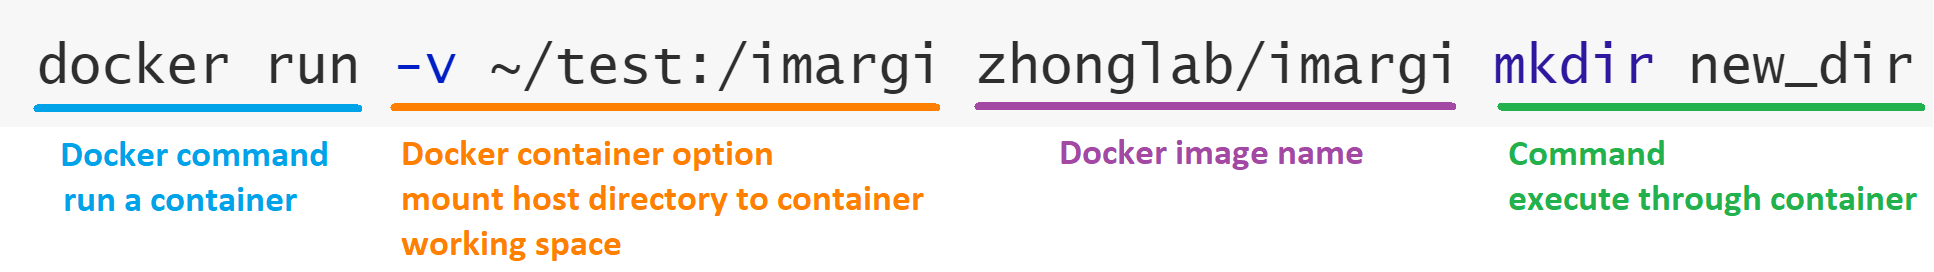 docker run -v ~/test:/imargi zhonglab/imargi mkdir new_dir
Docker command
run a container
Docker container option
mount host directory to container
working space
Docker image name
Command
execute through container